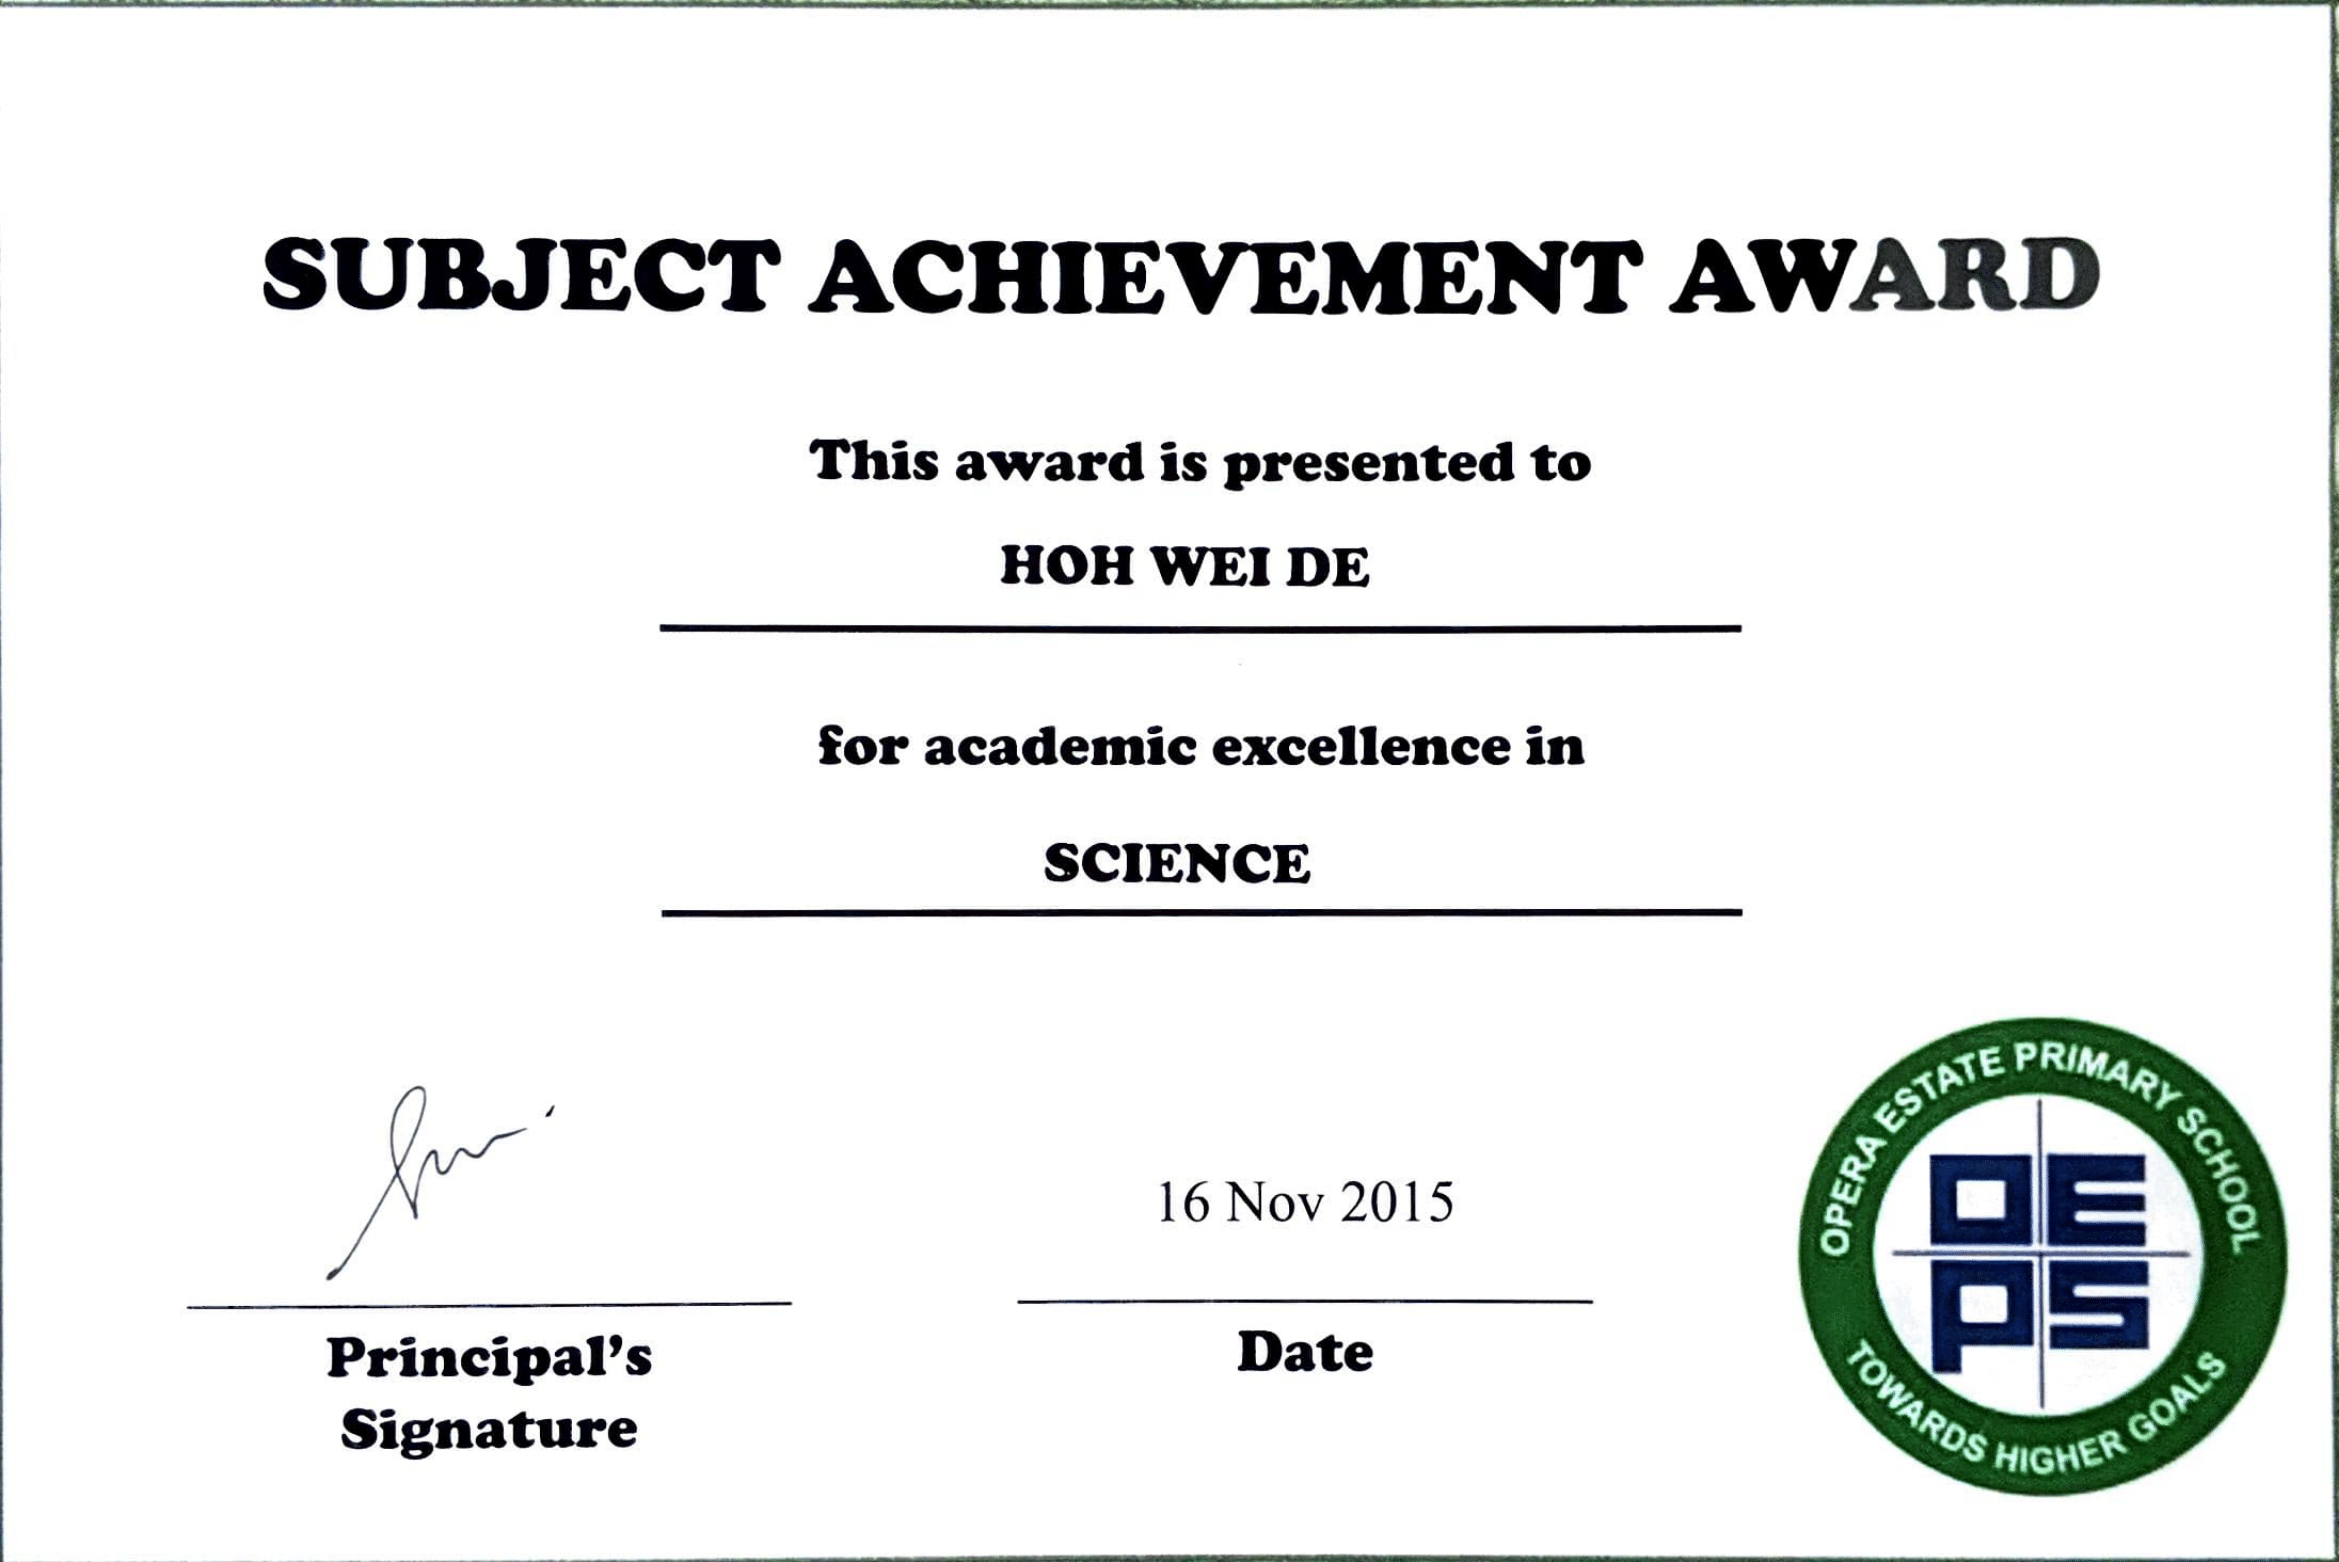 SUBJECT ACHIEVEMENT AWARD
This award is presented to
HOH WEI DE
for academic excellence in
SCIENCE
16 Nov 2015
Principal’s
Signature
Date
OPERA ESTATE PRIMARY SCHOOL
OEPS
TOWARDS HIGHER GOALS